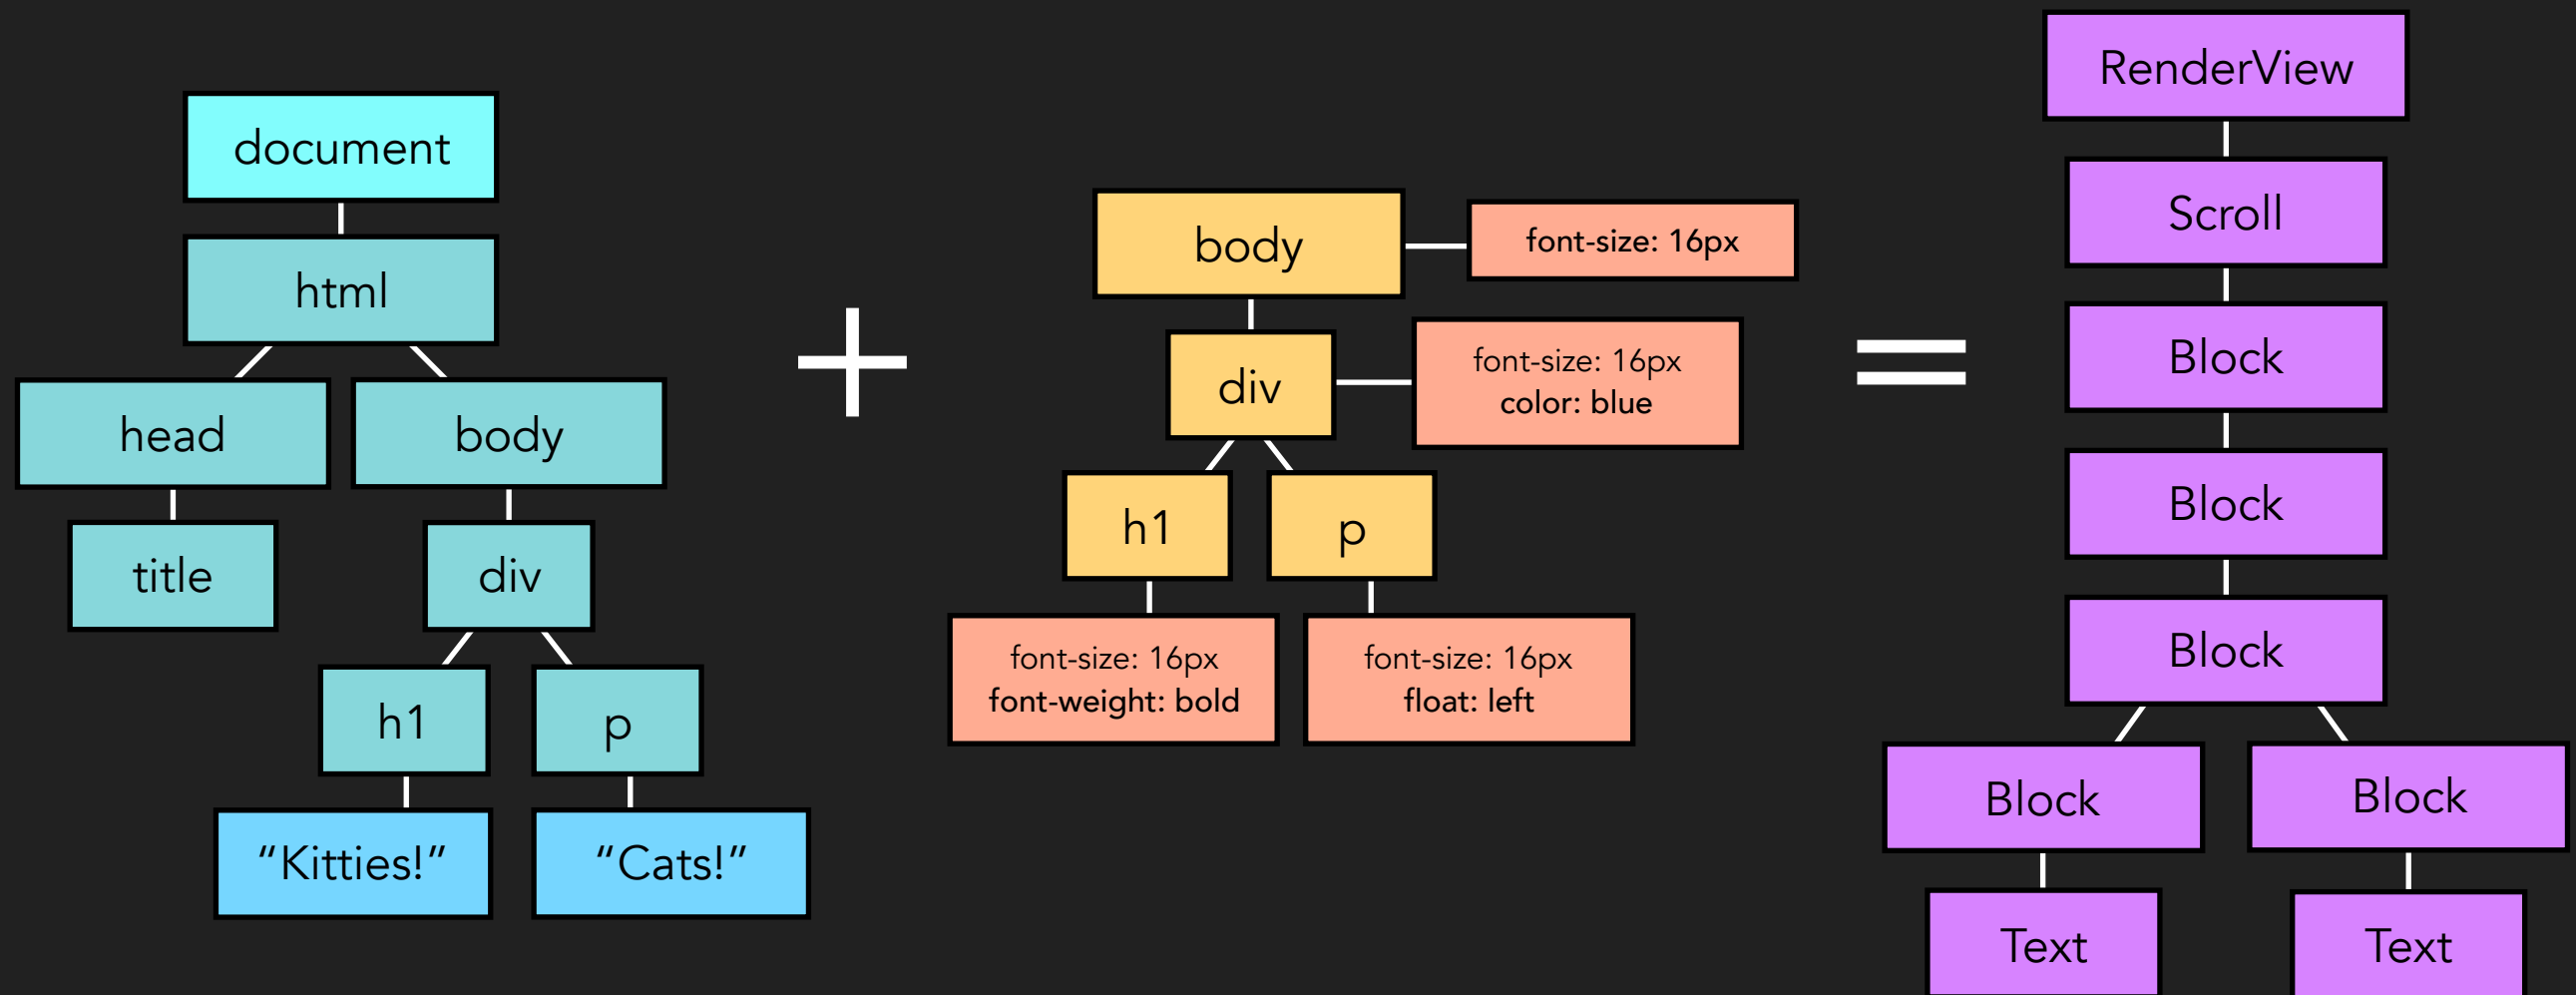 document
html
head
body
title
div
h1
p
“Kitties!”
“Cats!”
+
body
font-size: 16px
div
font-size: 16px
color: blue
h1
p
font-size: 16px
font-weight: bold
font-size: 16px
float: left
=
RenderView
Scroll
Block
Block
Block
Block
Block
Text
Text